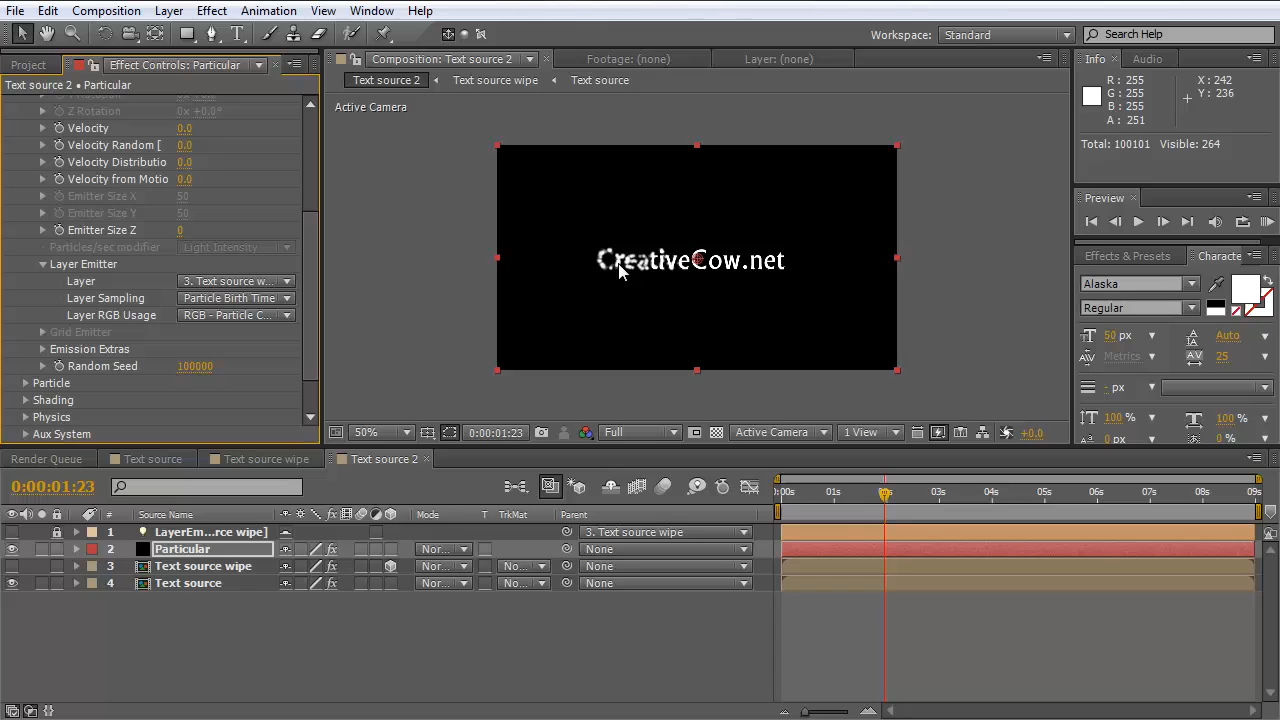 File Edit Composition Layer Effect Animation View Window Help
Workspace: Standard Search Help
Project Effect Controls: Particular Composition: Text source 2 Footage: (none) Layer: (none) Info Audio
Text source 2 • Particular Text source 2 Text source wipe Text source
R: 255 X: 242
G: 255 Y: 236
B: 255
A: 251
Active Camera
Z Rotation 0x +0.0°
Velocity 0.0
Velocity Random [ 0.0
Total: 100101 Visible: 264
Velocity Distributio 0.0
Velocity from Motio 0.0
Emitter Size X 50
Preview
Emitter Size Y 50
Emitter Size Z 0
Particles/sec modifier Light Intensity
CreativeCow.net
Effects & Presets Characte
Layer Emitter
Layer 3. Text source w...
Alaska
Layer Sampling Particle Birth Time
Regular
Layer RGB Usage RGB - Particle C...
Grid Emitter
50 px Auto
Emission Extras
Metrics 25
Random Seed 100000
Particle
- px
Shading
Physics
100 % 100 %
Aux System
50% 0:00:01:23 Full Active Camera 1 View +0.0
0 px 0 %
Render Queue Text source Text source wipe Text source 2
0:00:01:23
:00s 01s 03s 04s 05s 06s 07s 08s 09s
# Source Name Mode T TrkMat Parent
1 LayerEm...rce wipe] 3. Text source wipe
2 Particular Nor... None
3 Text source wipe Nor... No... None
4 Text source Nor... No... None